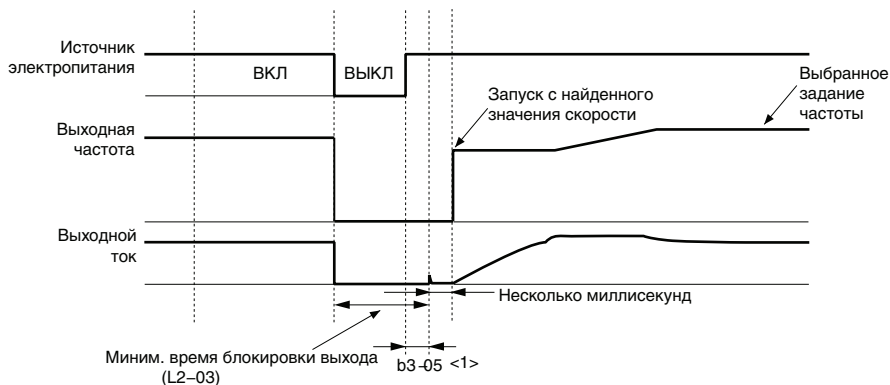 Источник
электропитания
ВКЛ
ВЫКЛ
Запуск с найденного
значения скорости
Выбранное
задание
частоты
Выходная
частота
Выходной
ток
Несколько миллисекунд
Миним. время блокировки выхода
(L2–03)
b3–05 <1>